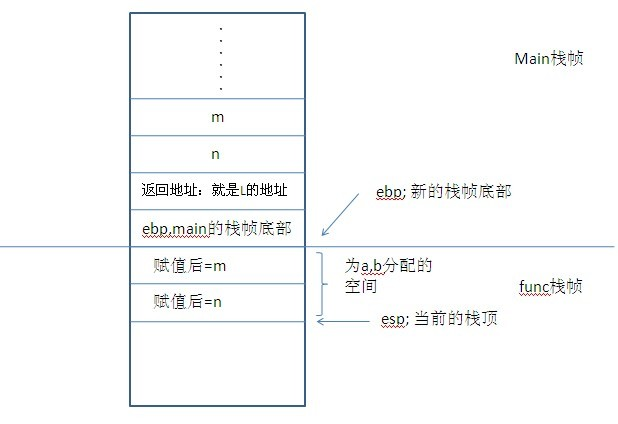 Main栈帧
m
n
返回地址：就是L的地址
ebp; 新的栈帧底部
ebp,main的栈帧底部
赋值后=m
为a,b分配的
空间
func栈帧
赋值后=n
esp; 当前的栈顶